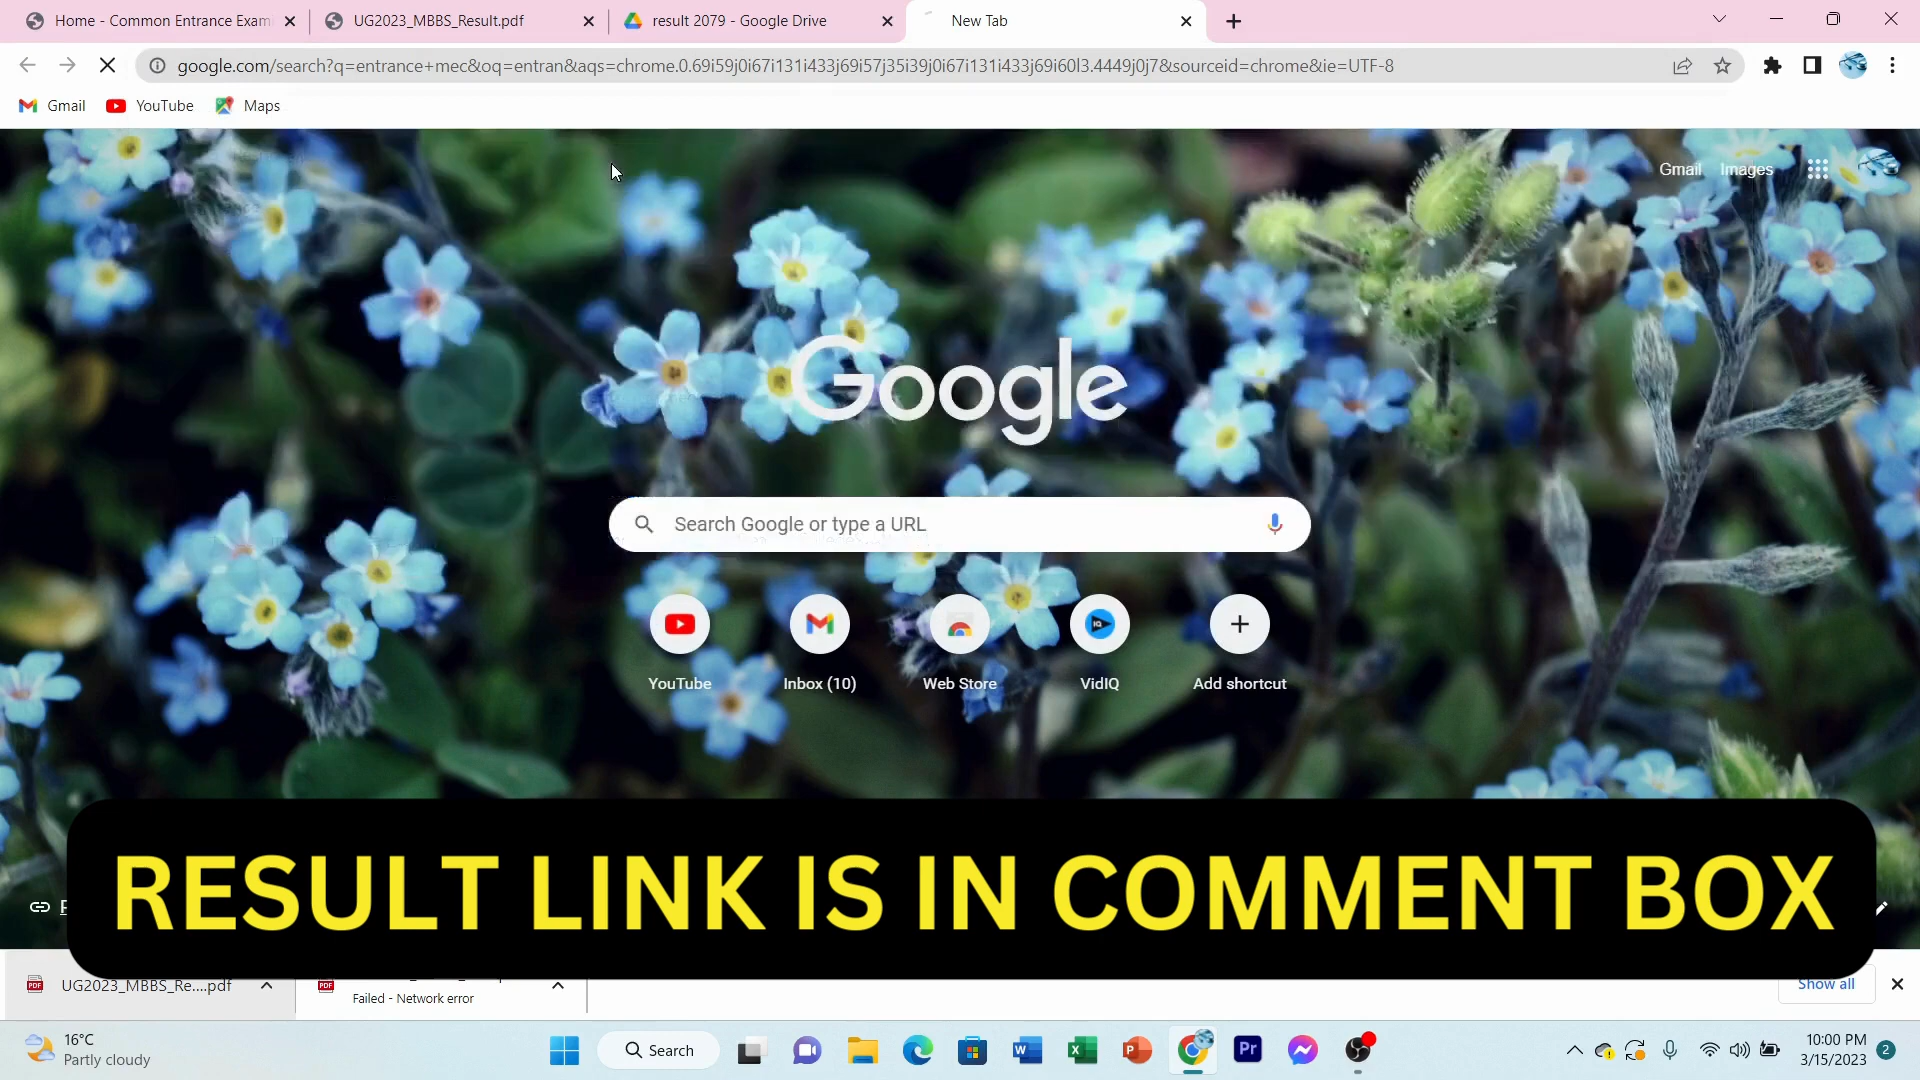 Home - Common Entrance Exami
UG2023_MBBS_Result.pdf
result 2079 - Google Drive
New Tab
google.com/search?q=entrance+mec&oq=entran&aqs=chrome.0.69i59j0i67i131i433j69i57j35i39j0i67i131i433j69i60l3.4449j0j7&sourceid=chrome&ie=UTF-8
Gmail
YouTube
Maps
Gmail Images
Google
Search Google or type a URL
YouTube
Inbox (10)
Web Store
VidIQ
Add shortcut
RESULT LINK IS IN COMMENT BOX
UG2023_MBBS_Re....pdf
Failed - Network error
Show all
16°C
Partly cloudy
Search
10:00 PM
3/15/2023
2